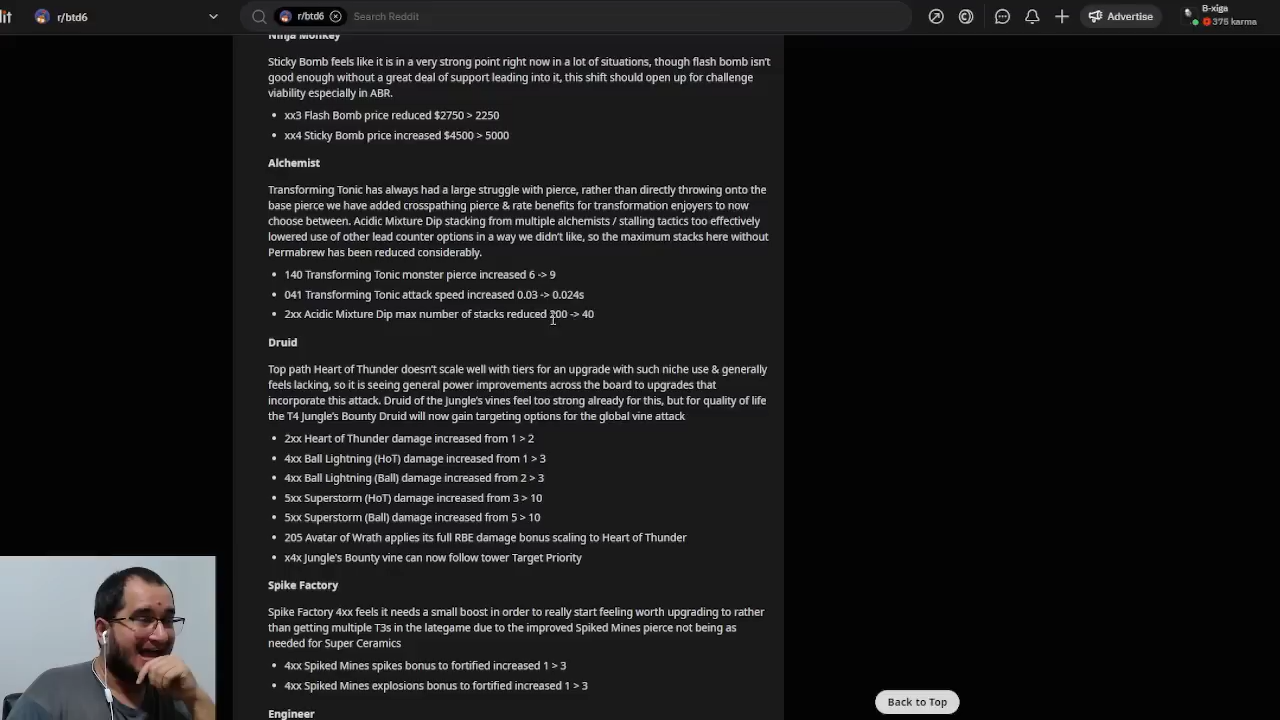 lit
r/btd6
r/btd6
Search Reddit
Advertise
B-xiga
375 karma
Ninja Monkey
Sticky Bomb feels like it is in a very strong point right now in a lot of situations, though flash bomb isn't
good enough without a great deal of support leading into it, this shift should open up for challenge
viability especially in ABR.
• xx3 Flash Bomb price reduced $2750 > 2250
• xx4 Sticky Bomb price increased $4500 > 5000
Alchemist
Transforming Tonic has always had a large struggle with pierce, rather than directly throwing onto the
base pierce we have added crosspathing pierce & rate benefits for transformation enjoyers to now
choose between. Acidic Mixture Dip stacking from multiple alchemists / stalling tactics too effectively
lowered use of other lead counter options in a way we didn't like, so the maximum stacks here without
Permabrew has been reduced considerably.
• 140 Transforming Tonic monster pierce increased 6 -> 9
• 041 Transforming Tonic attack speed increased 0.03 -> 0.024s
• 2xx Acidic Mixture Dip max number of stacks reduced 200 -> 40
Druid
Top path Heart of Thunder doesn't scale well with tiers for an upgrade with such niche use & generally
feels lacking, so it is seeing general power improvements across the board to upgrades that
incorporate this attack. Druid of the Jungle's vines feel too strong already for this, but for quality of life
the T4 Jungle's Bounty Druid will now gain targeting options for the global vine attack
• 2xx Heart of Thunder damage increased from 1 > 2
• 4xx Ball Lightning (HoT) damage increased from 1 > 3
• 4xx Ball Lightning (Ball) damage increased from 2 > 3
• 5xx Superstorm (HoT) damage increased from 3 > 10
• 5xx Superstorm (Ball) damage increased from 5 > 10
• 205 Avatar of Wrath applies its full RBE damage bonus scaling to Heart of Thunder
• x4x Jungle's Bounty vine can now follow tower Target Priority
Spike Factory
Spike Factory 4xx feels it needs a small boost in order to really start feeling worth upgrading to rather
than getting multiple T3s in the lategame due to the improved Spiked Mines pierce not being as
needed for Super Ceramics
• 4xx Spiked Mines spikes bonus to fortified increased 1 > 3
• 4xx Spiked Mines explosions bonus to fortified increased 1 > 3
Engineer
Back to Top